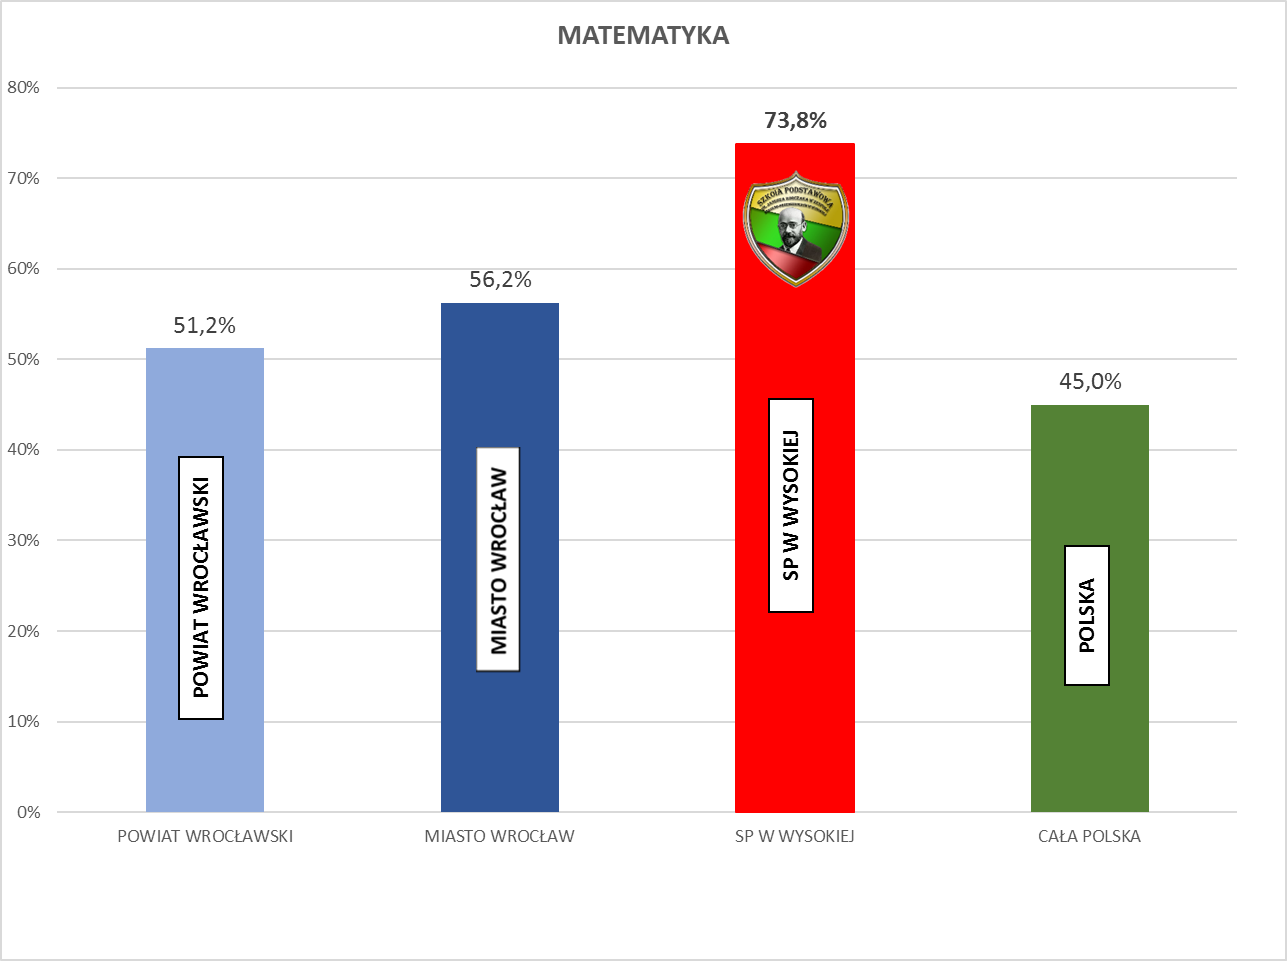 MATEMATYKA
80%
70%
60%
50%
40%
30%
20%
10%
0%
51,2%
56,2%
73,8%
45,0%
SZKOŁA PODSTAWOWA
POWIAT WROCŁAWSKI
MIASTO WROCŁAW
SP W WYSOKIEJ
POLSKA
POWIAT WROCŁAWSKI
MIASTO WROCŁAW
SP W WYSOKIEJ
CAŁA POLSKA